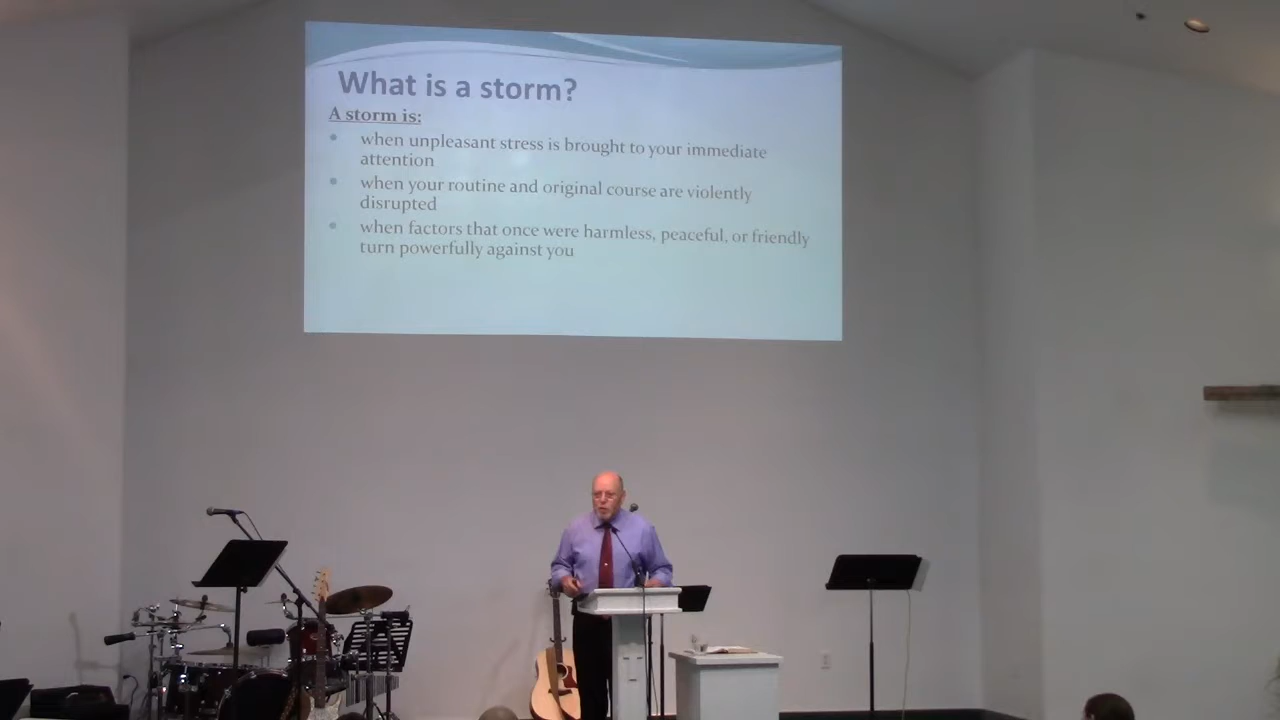 What is a storm?
A storm is:
• when unpleasant stress is brought to your immediate
attention
• when your routine and original course are violently
disrupted
• when factors that once were harmless, peaceful, or friendly
turn powerfully against you